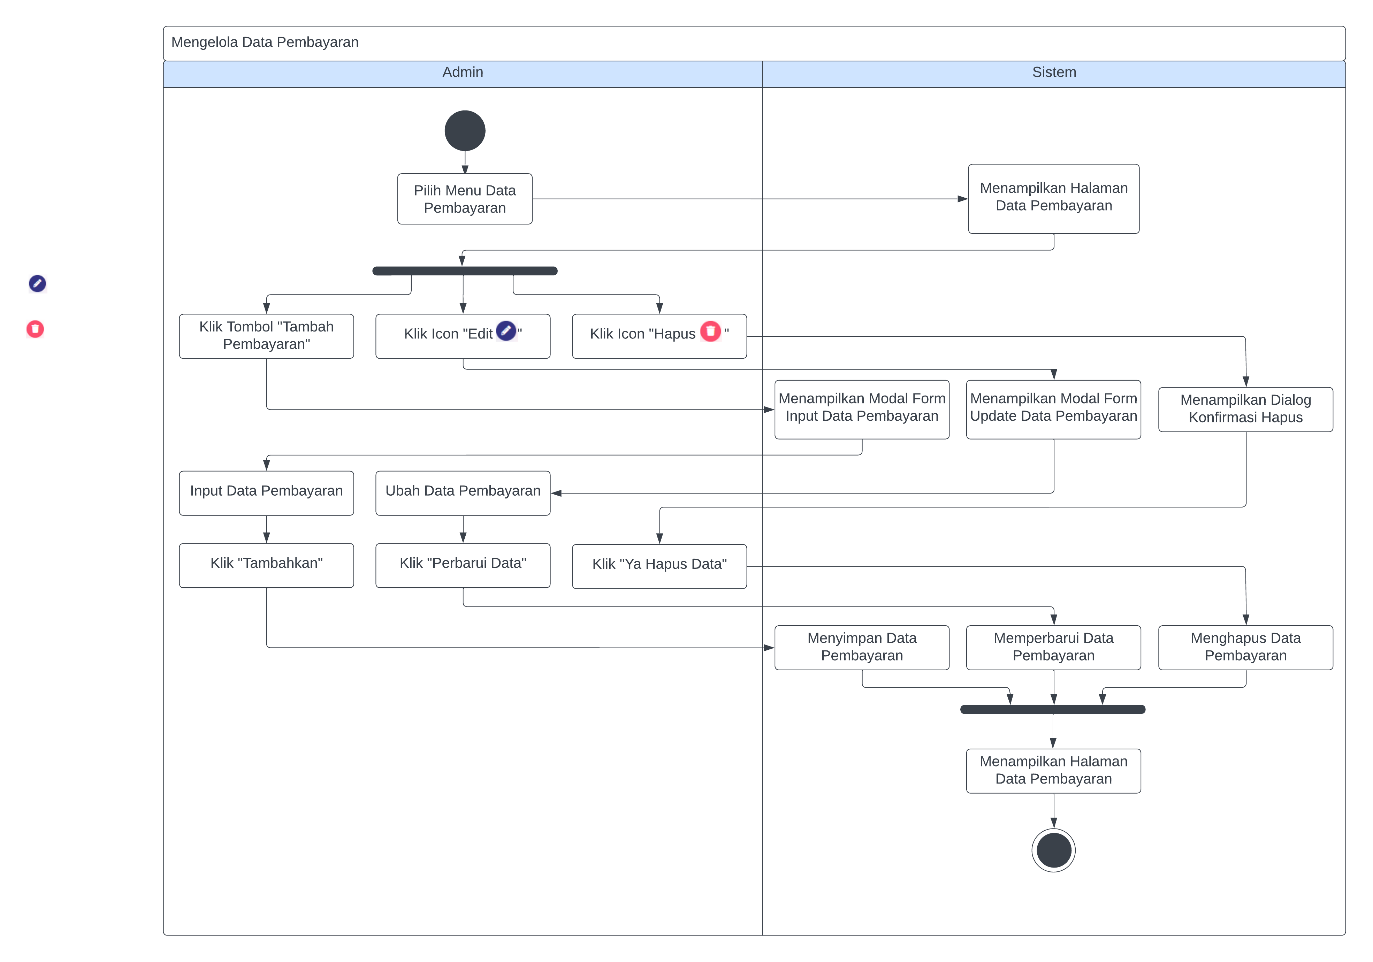 Mengelola Data Pembayaran
Admin
Sistem
Pilih Menu Data
Pembayaran
Menampilkan Halaman
Data Pembayaran
Klik Tombol "Tambah
Pembayaran"
Klik Icon "Edit "
Klik Icon "Hapus "
Menampilkan Modal Form
Input Data Pembayaran
Menampilkan Modal Form
Update Data Pembayaran
Menampilkan Dialog
Konfirmasi Hapus
Input Data Pembayaran
Ubah Data Pembayaran
Klik "Tambahkan"
Klik "Perbarui Data"
Klik "Ya Hapus Data"
Menyimpan Data
Pembayaran
Memperbarui Data
Pembayaran
Menghapus Data
Pembayaran
Menampilkan Halaman
Data Pembayaran